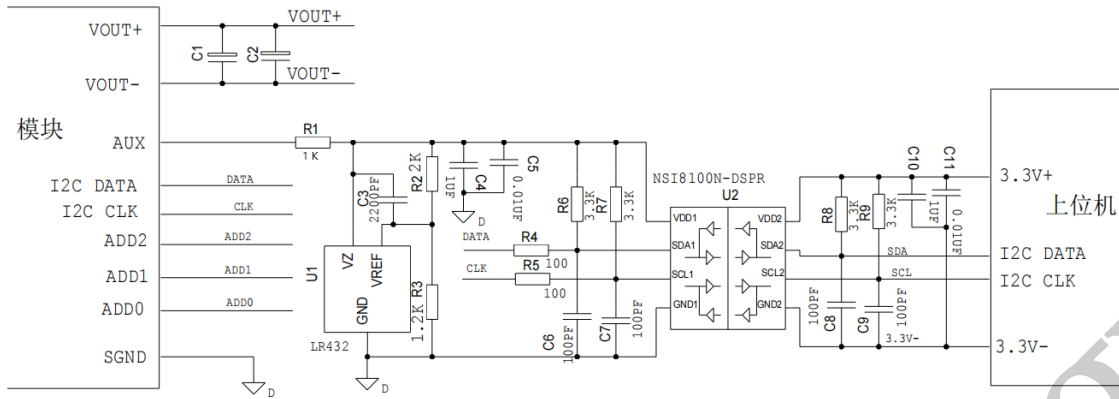 VOUT+
VOUT+
C1
C2
VOUT-
VOUT-
模块
AUX
R1
1K
I2C DATA
DATA
I2C CLK
CLK
ADD2
ADD2
ADD1
ADD1
ADD0
ADD0
SGND
D
U1
VZ
VREF
GND
LR432
D
C3
2200PF
R2
2K
R3
1.2K
C4
1UF
C5
0.01UF
D
DATA
R4
100
CLK
R5
100
R6
3.3K
R7
3.3K
C6
100PF
C7
100PF
NSI8100N-DSPR
U2
VDD1
VDD2
SDA1
SDA2
SCL1
SCL2
GND1
GND2
R8
3.3K
R9
3.3K
C10
1UF
C11
0.01UF
SDA
SCL
C8
100PF
C9
100PF
3.3V-
3.3V+
上位机
I2C DATA
I2C CLK
3.3V-